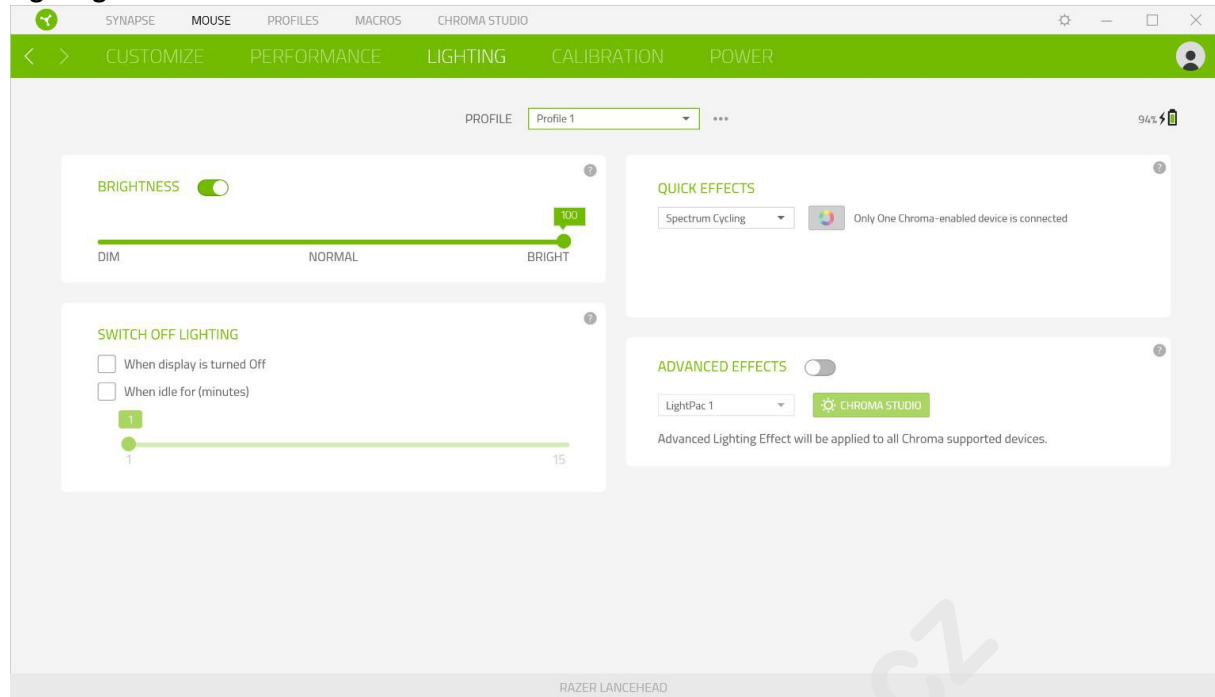 SYNAPSE MOUSE PROFILES MACROS CHROMA STUDIO
CUSTOMIZE PERFORMANCE LIGHTING CALIBRATION POWER
PROFILE Profile 1 94%
BRIGHTNESS
100
DIM NORMAL BRIGHT
SWITCH OFF LIGHTING
When display is turned Off
When idle for (minutes)
1
1 15
QUICK EFFECTS
Spectrum Cycling Only One Chroma-enabled device is connected
ADVANCED EFFECTS
LightPac 1 CHROMA STUDIO
Advanced Lighting Effect will be applied to all Chroma supported devices.
RAZER LANCEHEAD
cz